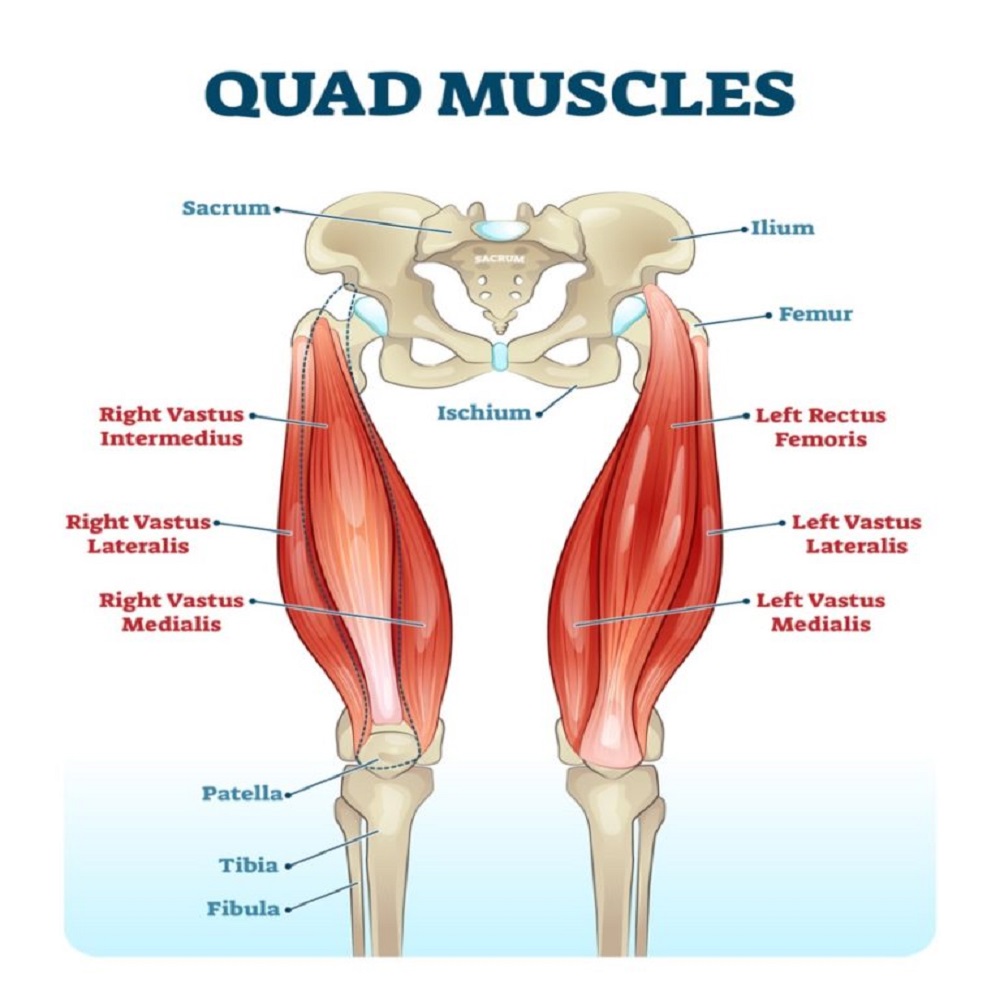 QUAD MUSCLES
Sacrum
Ilium
SACRUM
Femur
Ischium
Right Vastus
Intermedius
Left Rectus
Femoris
Right Vastus
Lateralis
Left Vastus
Lateralis
Right Vastus
Medialis
Left Vastus
Medialis
Patella
Tibia
Fibula